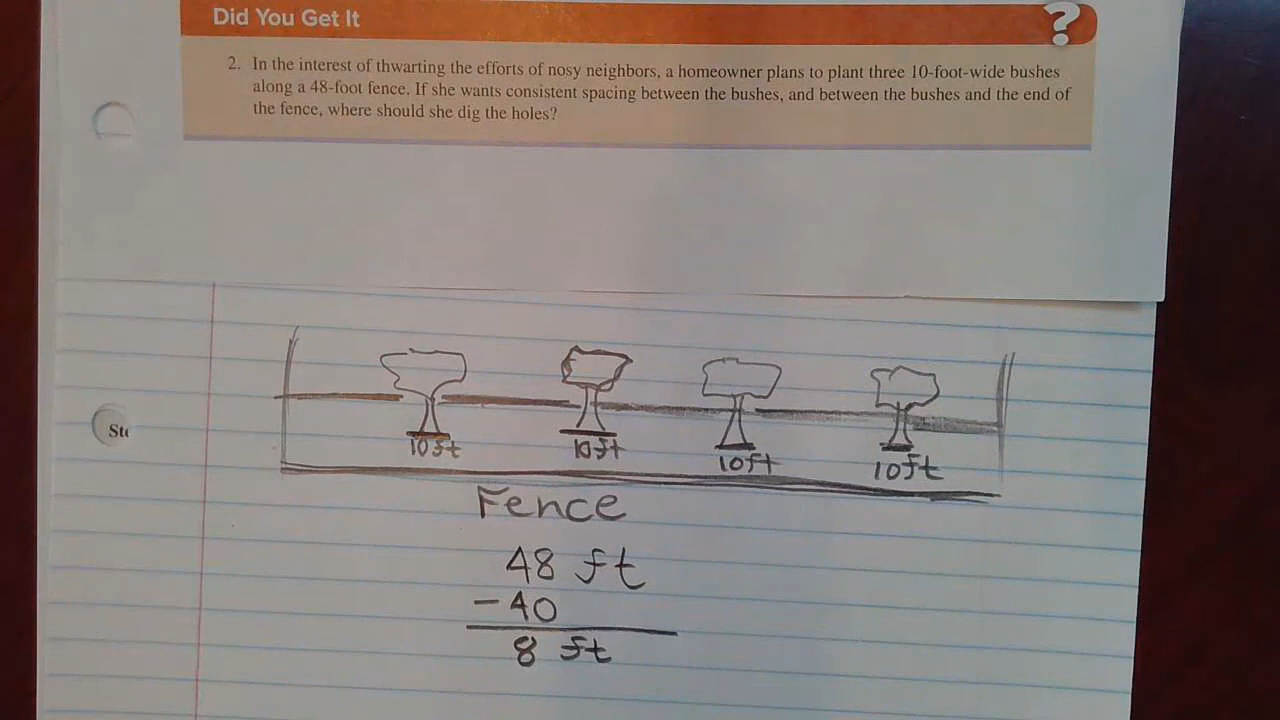 Did You Get It
?
2. In the interest of thwarting the efforts of nosy neighbors, a homeowner plans to plant three 10-foot-wide bushes
along a 48-foot fence. If she wants consistent spacing between the bushes, and between the bushes and the end of
the fence, where should she dig the holes?
Stu
10ft 10ft 10ft 10ft
Fence
48 ft
-40
8 ft